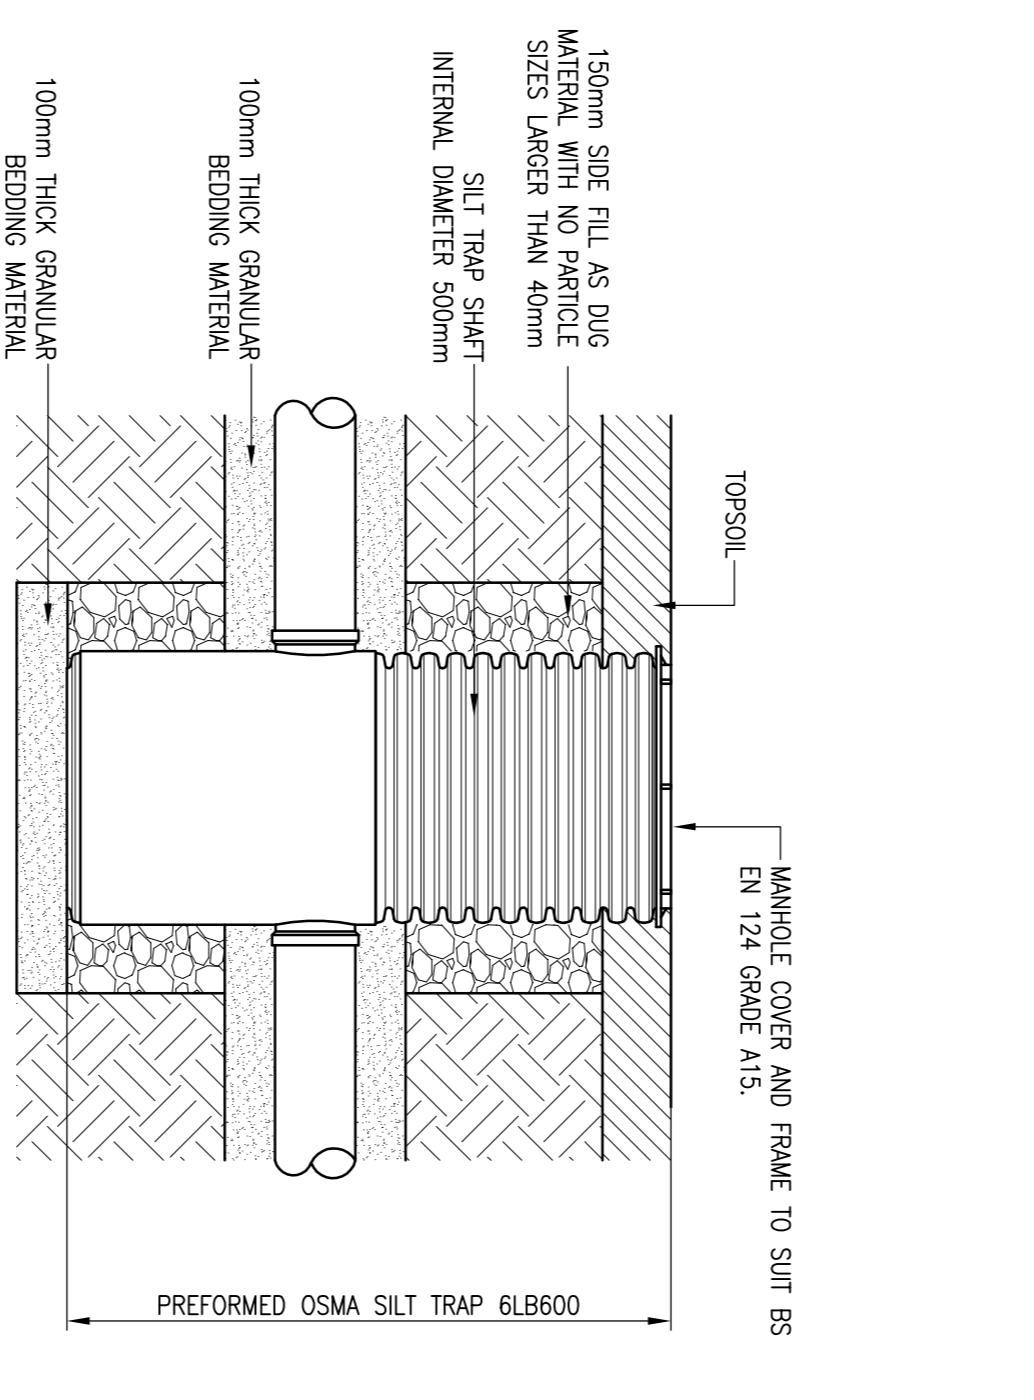 MANHOLE COVER AND FRAME TO SUIT BS
EN 124 GRADE A15.
TOPSOIL
150mm SIDE FILL AS DUG
MATERIAL WITH NO PARTICLE
SIZES LARGER THAN 40mm
SILT TRAP SHAFT
INTERNAL DIAMETER 500mm
100mm THICK GRANULAR
BEDDING MATERIAL
100mm THICK GRANULAR
BEDDING MATERIAL
PREFORMED OSMA SILT TRAP 6LB600